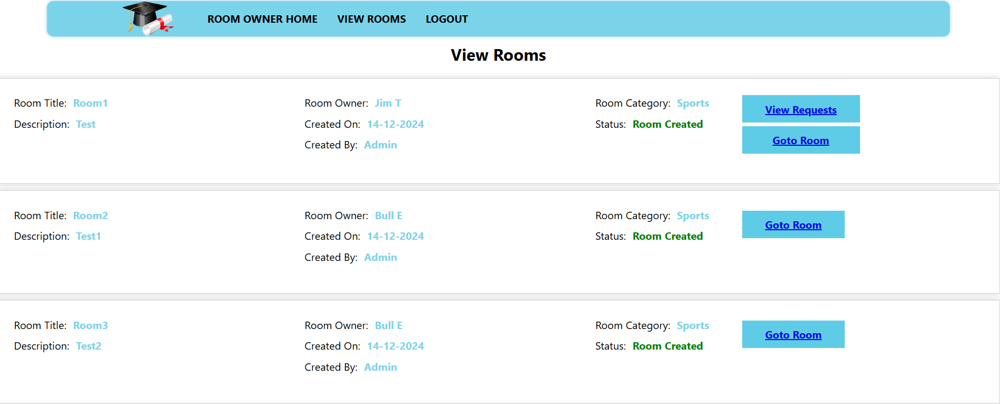 ROOM OWNER HOME VIEW ROOMS LOGOUT
View Rooms
Room Title: Room1
Description: Test
Room Owner: Jim T
Created On: 14-12-2024
Created By: Admin
Room Category: Sports
Status: Room Created
View Requests
Goto Room
Room Title: Room2
Description: Test1
Room Owner: Bull E
Created On: 14-12-2024
Created By: Admin
Room Category: Sports
Status: Room Created
Goto Room
Room Title: Room3
Description: Test2
Room Owner: Bull E
Created On: 14-12-2024
Created By: Admin
Room Category: Sports
Status: Room Created
Goto Room